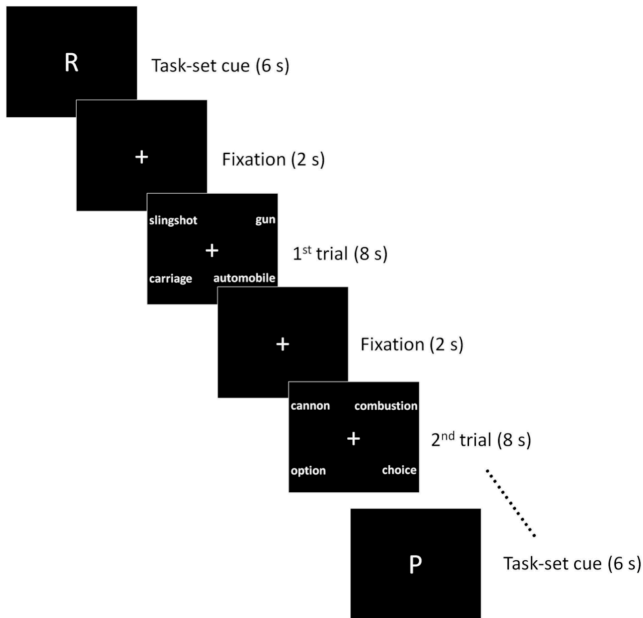 R
Task-set cue (6 s)
+
Fixation (2 s)
slingshot gun
+
carriage automobile
1st trial (8 s)
+
Fixation (2 s)
cannon combustion
+
option choice
2nd trial (8 s)
P
Task-set cue (6 s)